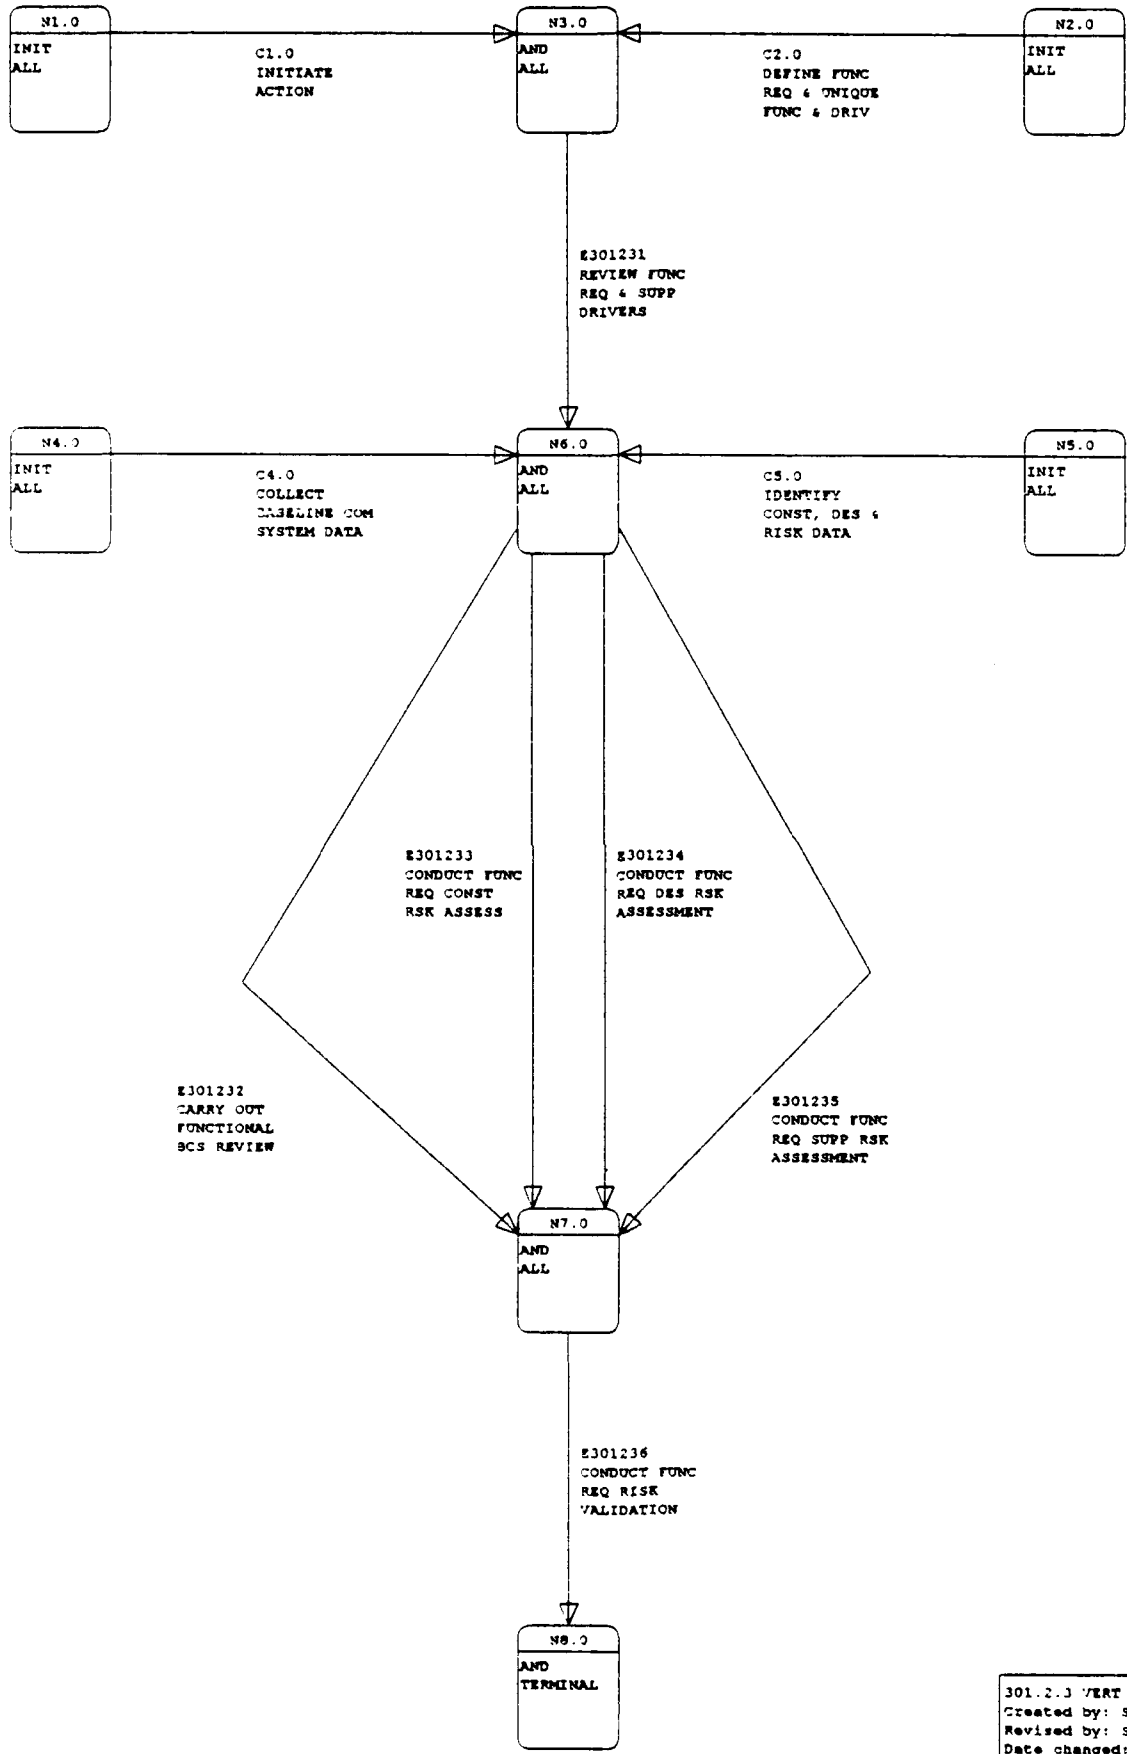 N1.0
INIT
ALL
C1.0
INITIATE
ACTION
N3.0
AND
ALL
C2.0
DEFINE FUNC
REQ & UNIQUE
FUNC & DRIV
N2.0
INIT
ALL
E301231
REVIEW FUNC
REQ & SUPP
DRIVERS
N4.0
INIT
ALL
C4.0
COLLECT
BASELINE COM
SYSTEM DATA
N6.0
AND
ALL
C5.0
IDENTIFY
CONST, DES &
RISK DATA
N5.0
INIT
ALL
E301233
CONDUCT FUNC
REQ CONST
RSK ASSESS
E301234
CONDUCT FUNC
REQ DES RSK
ASSESSMENT
E301232
CARRY OUT
FUNCTIONAL
BCS REVIEW
E301235
CONDUCT FUNC
REQ SUPP RSK
ASSESSMENT
N7.0
AND
ALL
E301236
CONDUCT FUNC
REQ RISK
VALIDATION
N8.0
AND
TERMINAL
301.2.3 VERT
Created by: S
Revised by: S
Date changed: